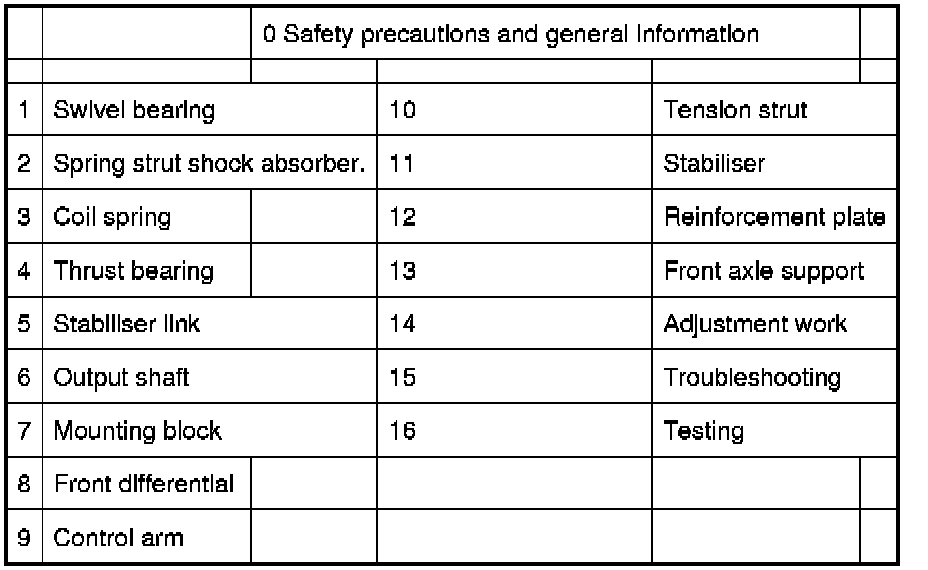 0 Safety precautions and general information
1 Swivel bearing 10 Tension strut
2 Spring strut shock absorber. 11 Stabiliser
3 Coil spring 12 Reinforcement plate
4 Thrust bearing 13 Front axle support
5 Stabiliser link 14 Adjustment work
6 Output shaft 15 Troubleshooting
7 Mounting block 16 Testing
8 Front differential
9 Control arm